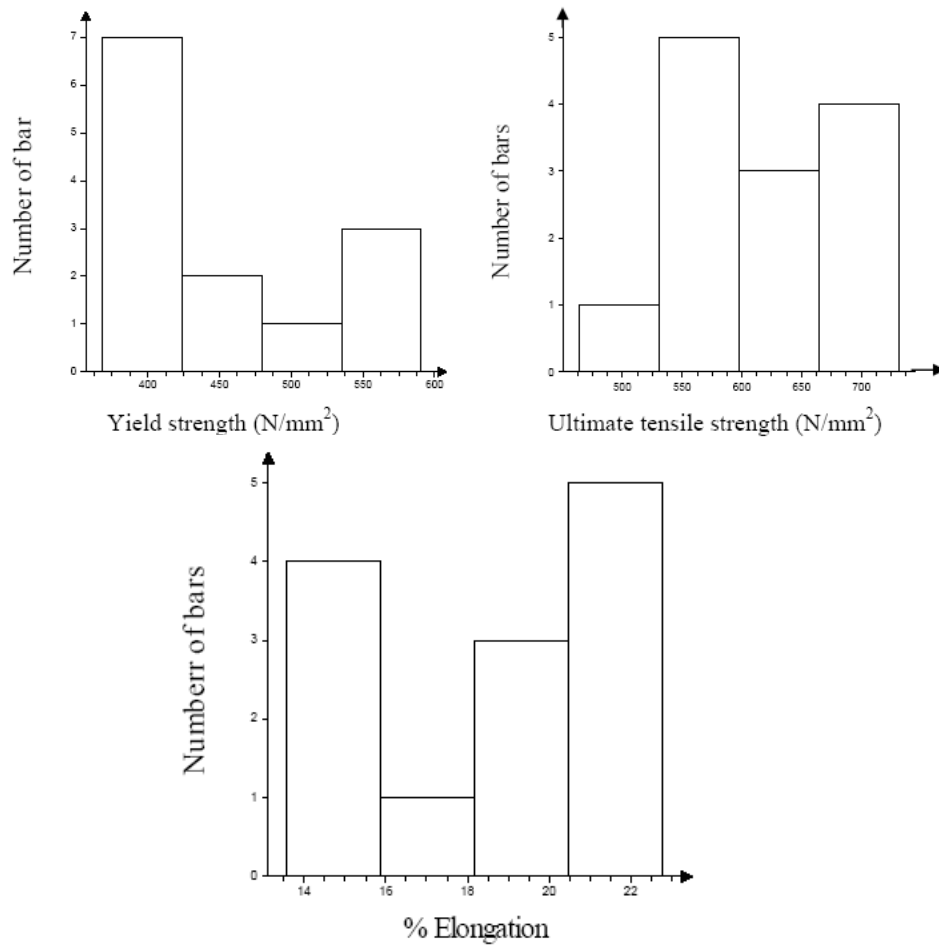 7
6
5
4
3
2
1
0
400 450 500 550 600
Number of bar
Yield strength (N/mm²)
5
4
3
2
1
0
500 550 600 650 700
Number of bars
Ultimate tensile strength (N/mm²)
5
4
3
2
1
0
14 16 18 20 22
Numberr of bars
% Elongation